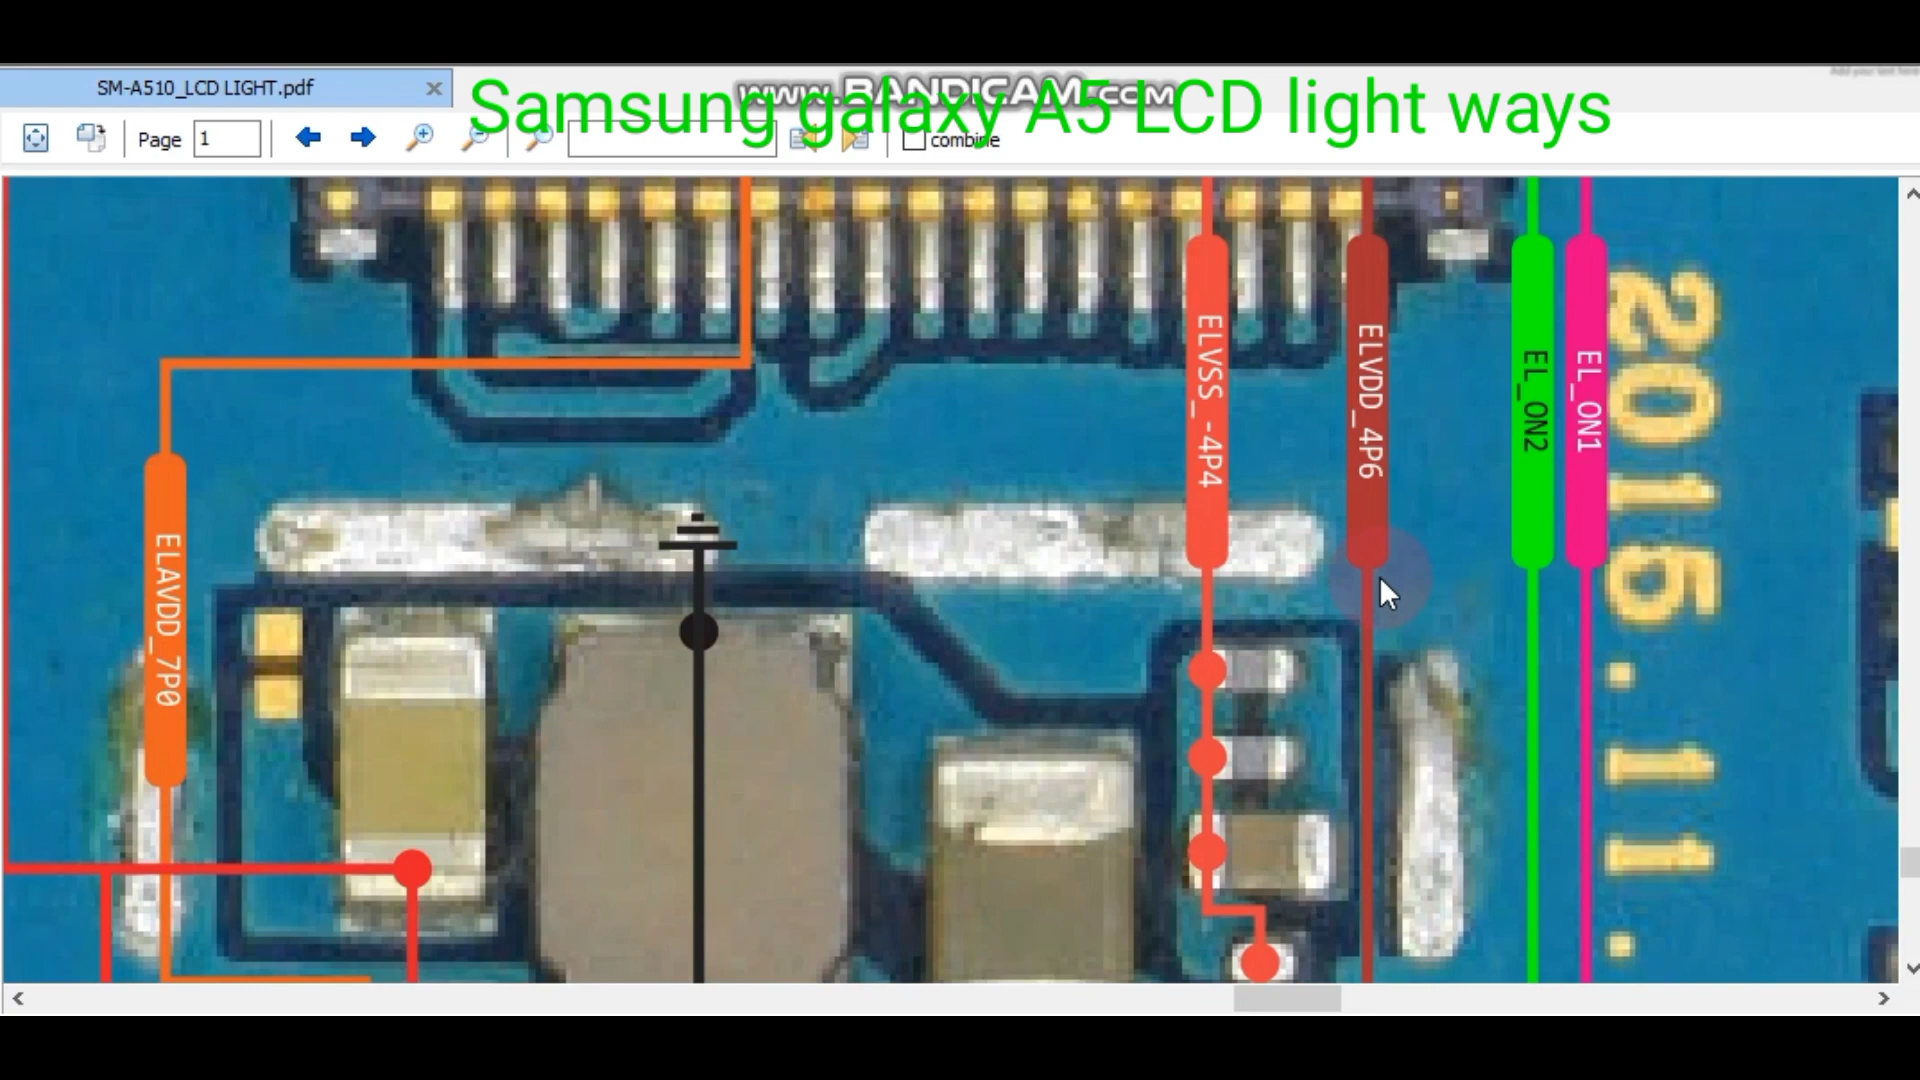 SM-A510_LCD LIGHT.pdf
www.BANDICAM.com
Samsung galaxy A5 LCD light ways
Page 1
combine
ELVSS_-4P4
ELVDD_4P6
EL_ON2
EL_ON1
2016.11.
ELAVDD_7P0